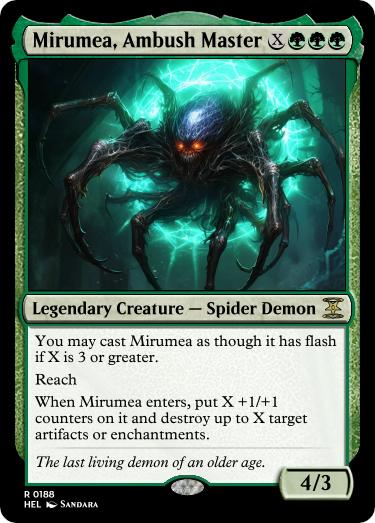 Mirumea, Ambush Master X
Legendary Creature — Spider Demon
You may cast Mirumea as though it has flash
if X is 3 or greater.
Reach
When Mirumea enters, put X +1/+1
counters on it and destroy up to X target
artifacts or enchantments.
The last living demon of an older age.
4/3
R 0188
HEL Sandara